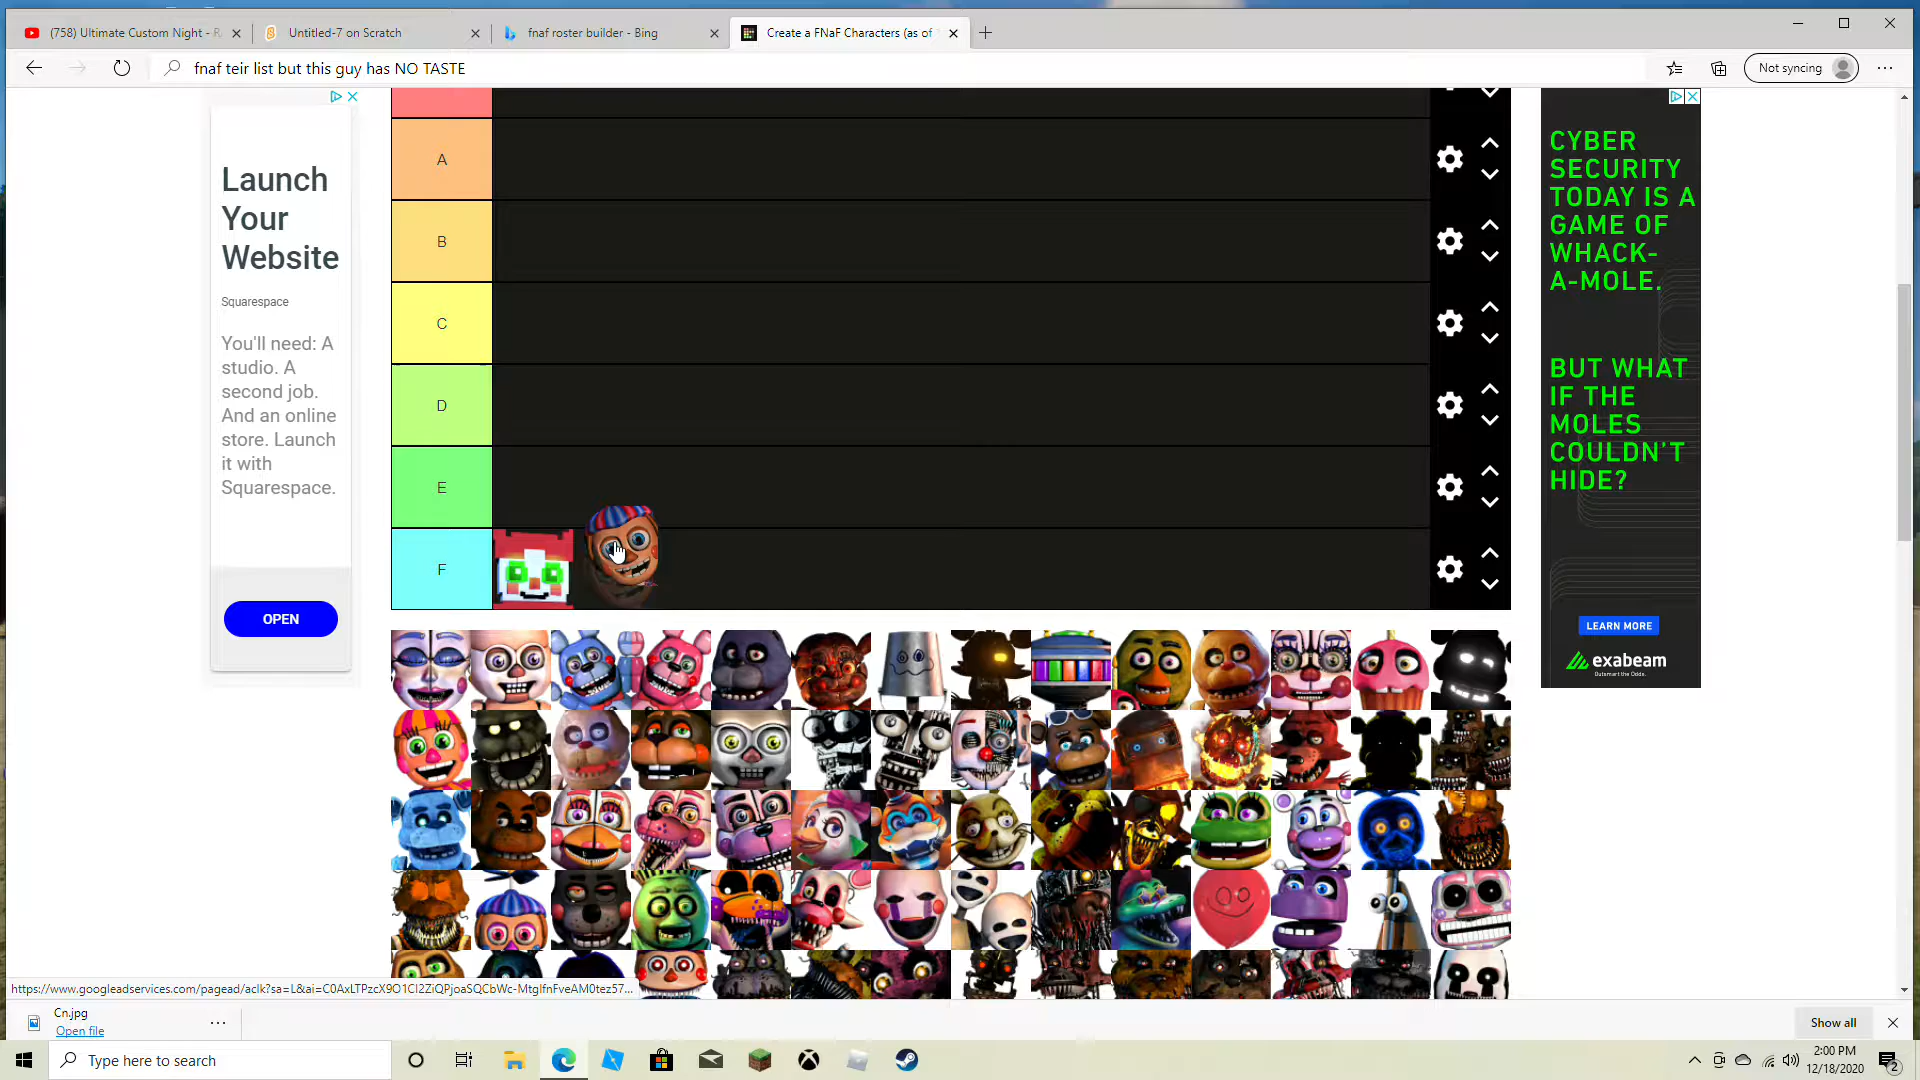 (758) Ultimate Custom Night - R
Untitled-7 on Scratch
fnaf roster builder - Bing
Create a FNaF Characters (as of
fnaf teir list but this guy has NO TASTE
Not syncing
Launch
Your
Website
Squarespace
You'll need: A
studio. A
second job.
And an online
store. Launch
it with
Squarespace.
OPEN
A
B
C
D
E
F
CYBER
SECURITY
TODAY IS A
GAME OF
WHACK-
A-MOLE.
BUT WHAT
IF THE
MOLES
COULDN'T
HIDE?
LEARN MORE
exabeam
Outsmart the Odds.
Cn.jpg
Open file
Show all
Type here to search
2:00 PM
12/18/2020
2